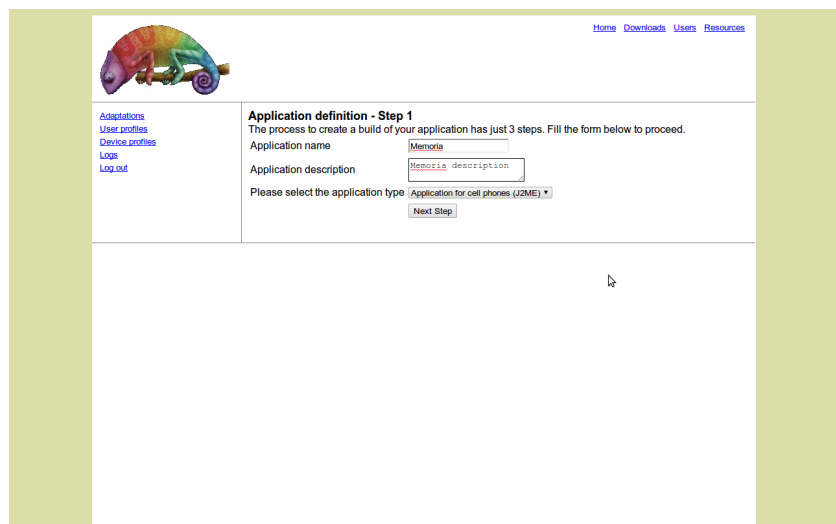 Home Downloads Users Resources
Adaptations
User profiles
Device profiles
Logs
Log out
Application definition - Step 1
The process to create a build of your application has just 3 steps. Fill the form below to proceed.
Application name Memoria
Application description Memoria description
Please select the application type Application for cell phones (J2ME)
Next Step